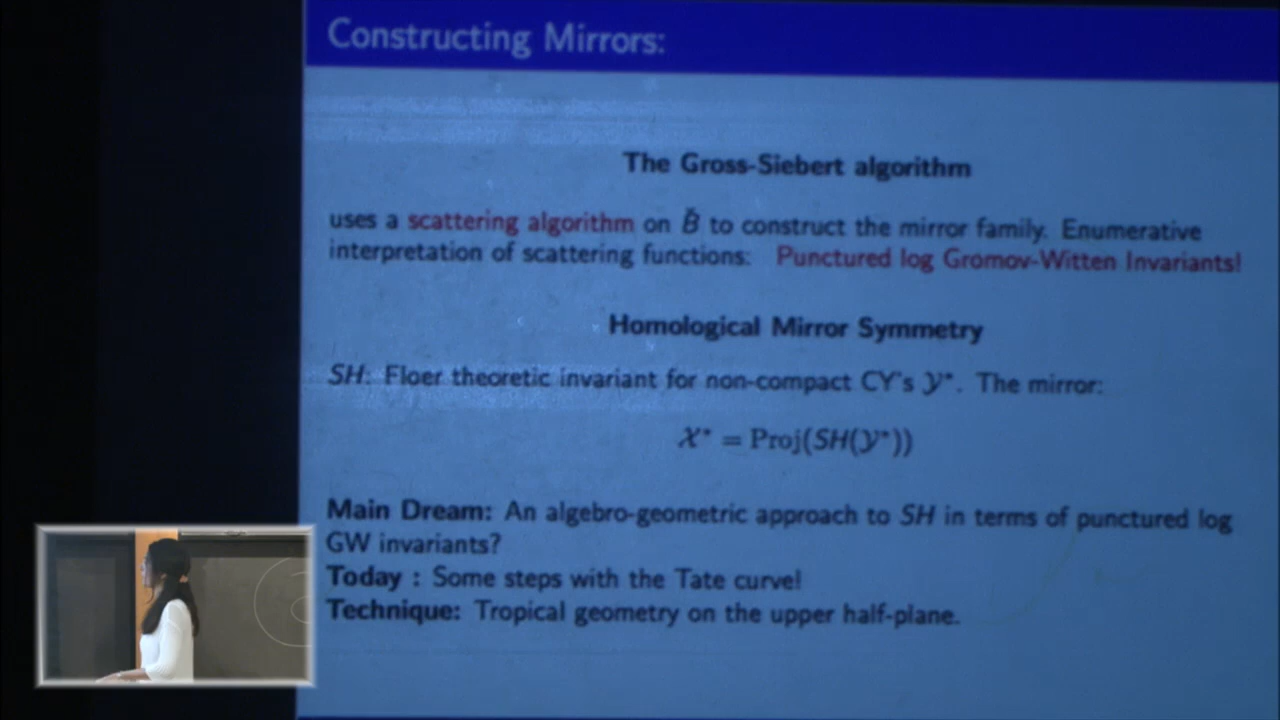 Constructing Mirrors:
The Gross-Siebert algorithm
uses a scattering algorithm on B̌ to construct the mirror family. Enumerative
interpretation of scattering functions: Punctured log Gromov-Witten Invariants!
Homological Mirror Symmetry
SH: Floer theoretic invariant for non-compact CY's 𝒴*. The mirror:
𝒳* = Proj(SH(𝒴*))
Main Dream: An algebro-geometric approach to SH in terms of punctured log
GW invariants?
Today : Some steps with the Tate curve!
Technique: Tropical geometry on the upper half-plane.